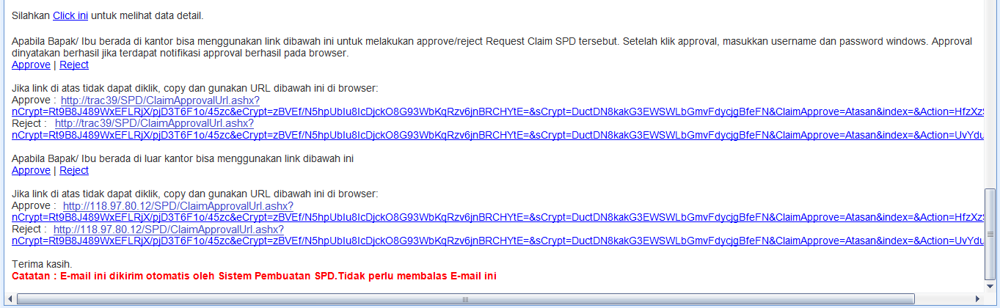 Silahkan Click ini untuk melihat data detail.
Apabila Bapak/ Ibu berada di kantor bisa menggunakan link dibawah ini untuk melakukan approve/reject Request Claim SPD tersebut. Setelah klik approval, masukkan username dan password windows. Approval
dinyatakan berhasil jika terdapat notifikasi approval berhasil pada browser.
Approve | Reject
Jika link di atas tidak dapat diklik, copy dan gunakan URL dibawah ini di browser:
Approve : http://trac39/SPD/ClaimApprovalUrl.ashx?
nCrypt=Rt9B8J489WxEFLRjX/pjD3T6F1o/45zc&eCrypt=zBVEf/N5hpUbIu8IcDjckO8G93WbKqRzv6jnBRCHYtE=&sCrypt=DuctDN8kakG3EWSWLbGmvFdycjgBfeFN&ClaimApprove=Atasan&index=&Action=HfzXzS
Reject : http://trac39/SPD/ClaimApprovalUrl.ashx?
nCrypt=Rt9B8J489WxEFLRjX/pjD3T6F1o/45zc&eCrypt=zBVEf/N5hpUbIu8IcDjckO8G93WbKqRzv6jnBRCHYtE=&sCrypt=DuctDN8kakG3EWSWLbGmvFdycjgBfeFN&ClaimApprove=Atasan&index=&Action=UvYdu
Apabila Bapak/ Ibu berada di luar kantor bisa menggunakan link dibawah ini
Approve | Reject
Jika link di atas tidak dapat diklik, copy dan gunakan URL dibawah ini di browser:
Approve : http://118.97.80.12/SPD/ClaimApprovalUrl.ashx?
nCrypt=Rt9B8J489WxEFLRjX/pjD3T6F1o/45zc&eCrypt=zBVEf/N5hpUbIu8IcDjckO8G93WbKqRzv6jnBRCHYtE=&sCrypt=DuctDN8kakG3EWSWLbGmvFdycjgBfeFN&ClaimApprove=Atasan&index=&Action=HfzXzS
Reject : http://118.97.80.12/SPD/ClaimApprovalUrl.ashx?
nCrypt=Rt9B8J489WxEFLRjX/pjD3T6F1o/45zc&eCrypt=zBVEf/N5hpUbIu8IcDjckO8G93WbKqRzv6jnBRCHYtE=&sCrypt=DuctDN8kakG3EWSWLbGmvFdycjgBfeFN&ClaimApprove=Atasan&index=&Action=UvYdu
Terima kasih.
Catatan : E-mail ini dikirim otomatis oleh Sistem Pembuatan SPD.Tidak perlu membalas E-mail ini